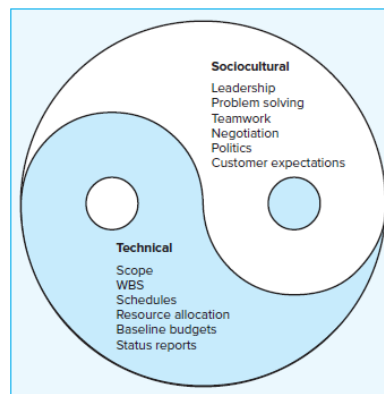 Sociocultural
Leadership
Problem solving
Teamwork
Negotiation
Politics
Customer expectations
Technical
Scope
WBS
Schedules
Resource allocation
Baseline budgets
Status reports